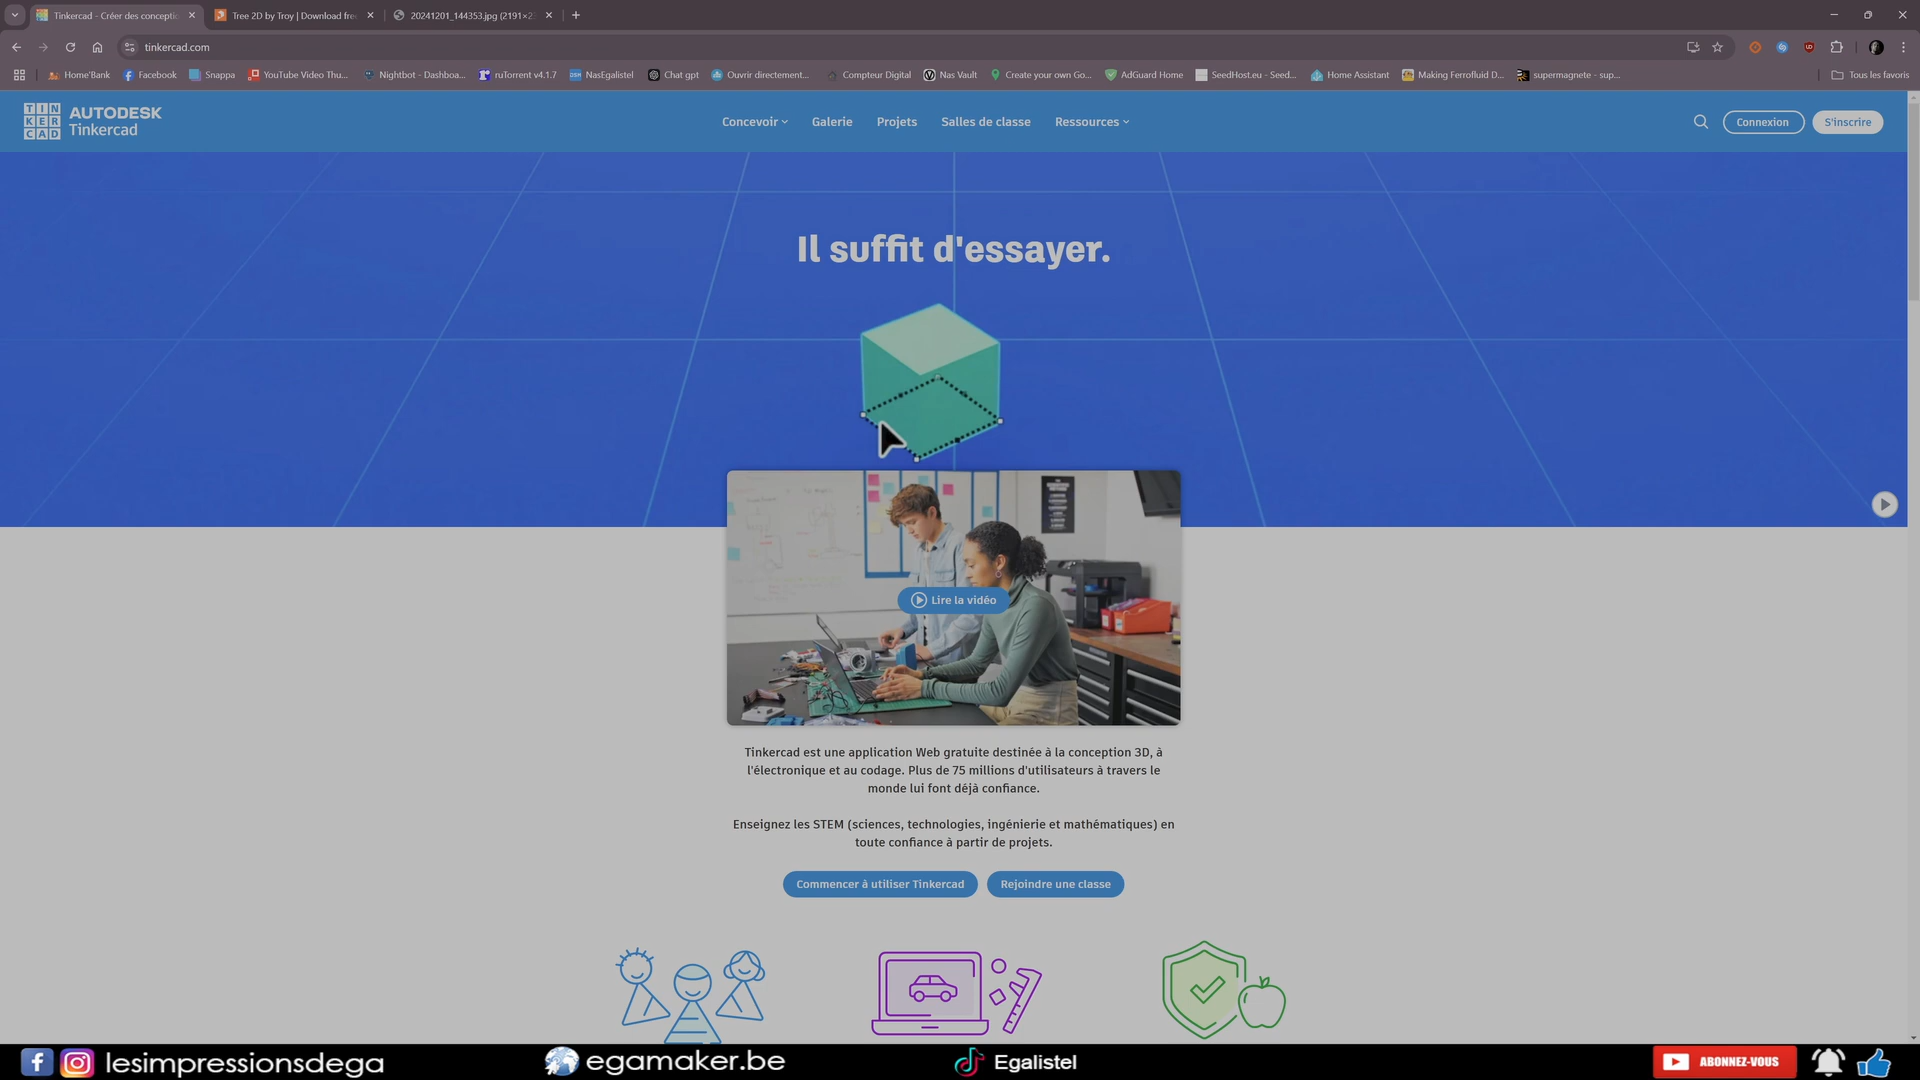 Tinkercad - Créer des conceptio
Tree 2D by Troy | Download fre
20241201_144353.jpg (2191×2
tinkercad.com
Home'Bank
Facebook
Snappa
YouTube Video Thu...
Nightbot - Dashboa...
ruTorrent v4.1.7
NasEgalistel
Chat gpt
Ouvrir directement...
Compteur Digital
Nas Vault
Create your own Go...
AdGuard Home
SeedHost.eu - Seed...
Home Assistant
Making Ferrofluid D...
supermagnete - sup...
Tous les favoris
TIN
KER
CAD
AUTODESK
Tinkercad
Concevoir
Galerie
Projets
Salles de classe
Ressources
Connexion
S'inscrire
Il suffit d'essayer.
Lire la vidéo
Tinkercad est une application Web gratuite destinée à la conception 3D, à
l'électronique et au codage. Plus de 75 millions d'utilisateurs à travers le
monde lui font déjà confiance.
Enseignez les STEM (sciences, technologies, ingénierie et mathématiques) en
toute confiance à partir de projets.
Commencer à utiliser Tinkercad
Rejoindre une classe
lesimpressionsdega
egamaker.be
Egalistel
ABONNEZ-VOUS